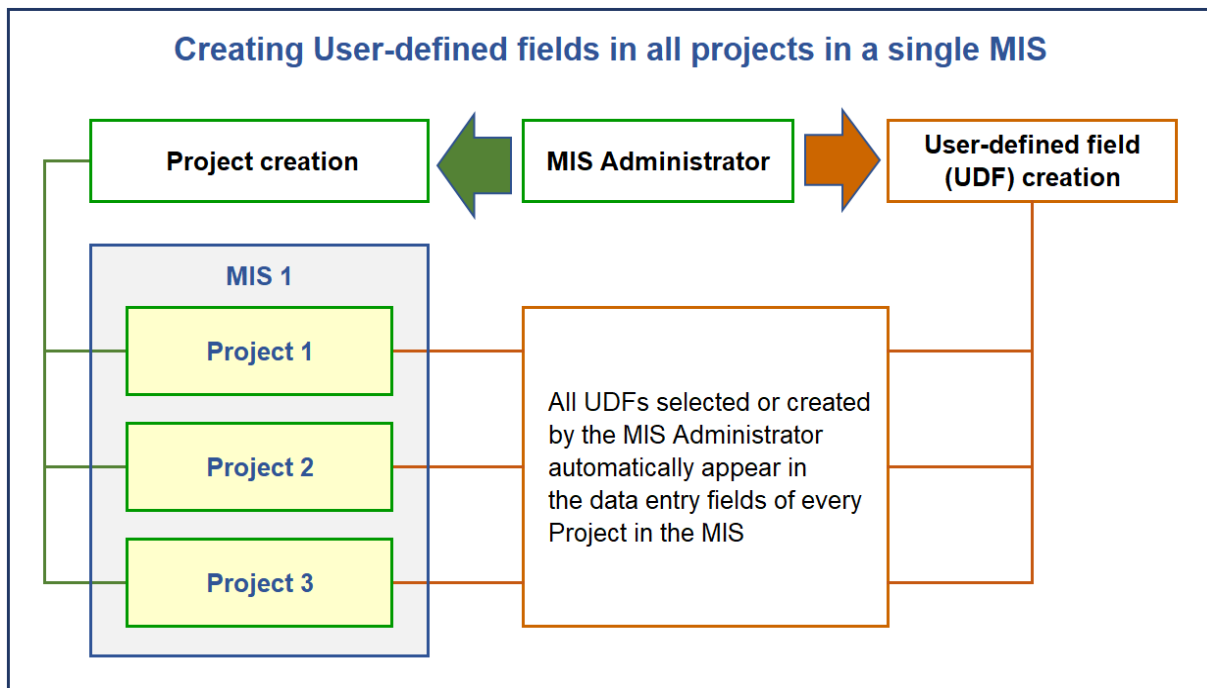 Creating User-defined fields in all projects in a single MIS
Project creation
MIS Administrator
User-defined field
(UDF) creation
MIS 1
Project 1
Project 2
Project 3
All UDFs selected or created
by the MIS Administrator
automatically appear in
the data entry fields of every
Project in the MIS